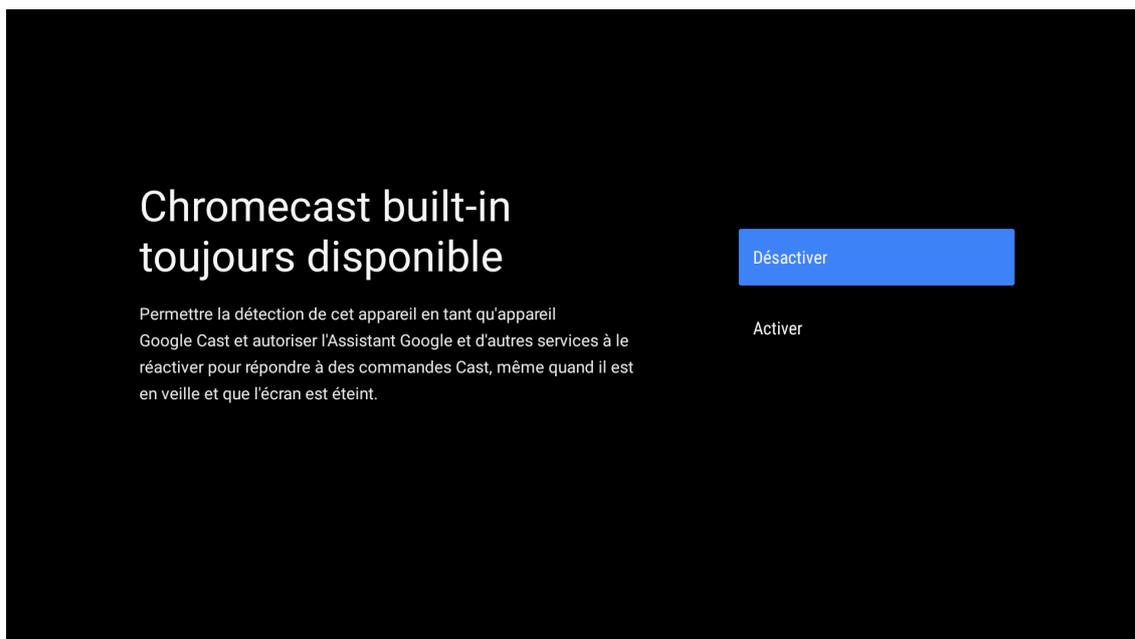 Chromecast built-in
toujours disponible
Permettre la détection de cet appareil en tant qu'appareil
Google Cast et autoriser l'Assistant Google et d'autres services à le
réactiver pour répondre à des commandes Cast, même quand il est
en veille et que l'écran est éteint.
Désactiver
Activer